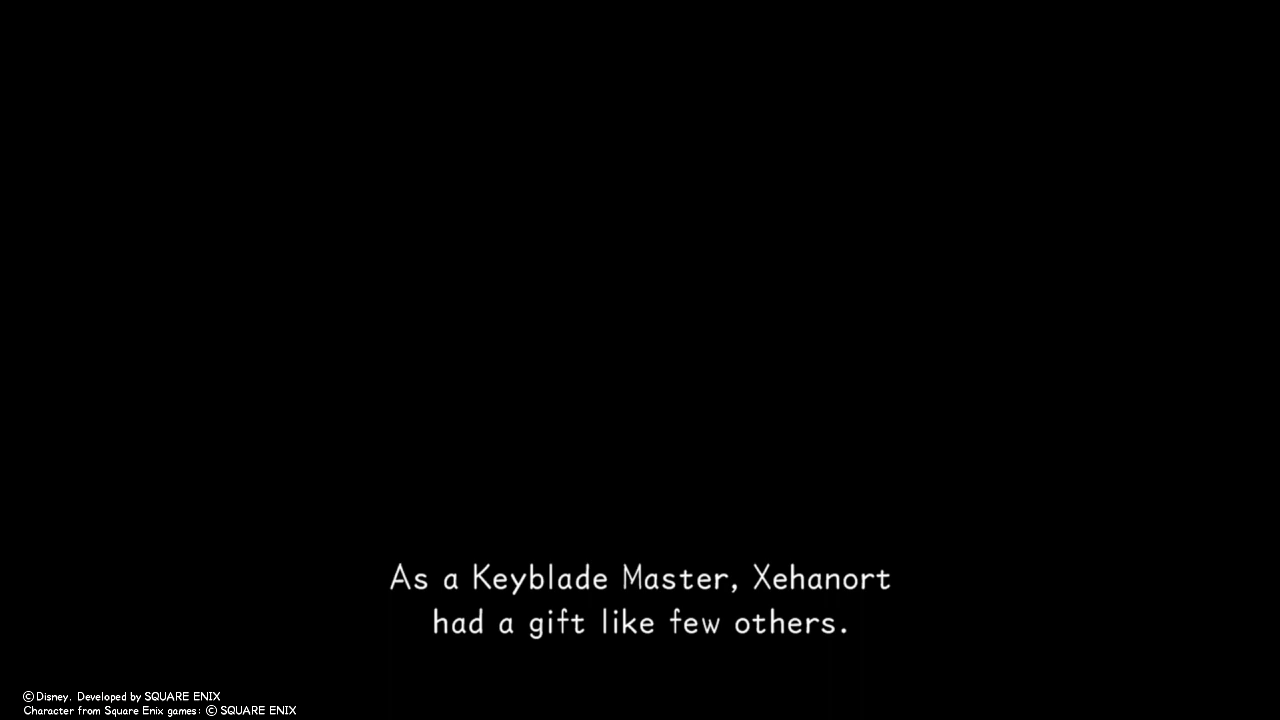 As a Keyblade Master, Xehanort
had a gift like few others.
©Disney. Developed by SQUARE ENIX
Character from Square Enix games: © SQUARE ENIX